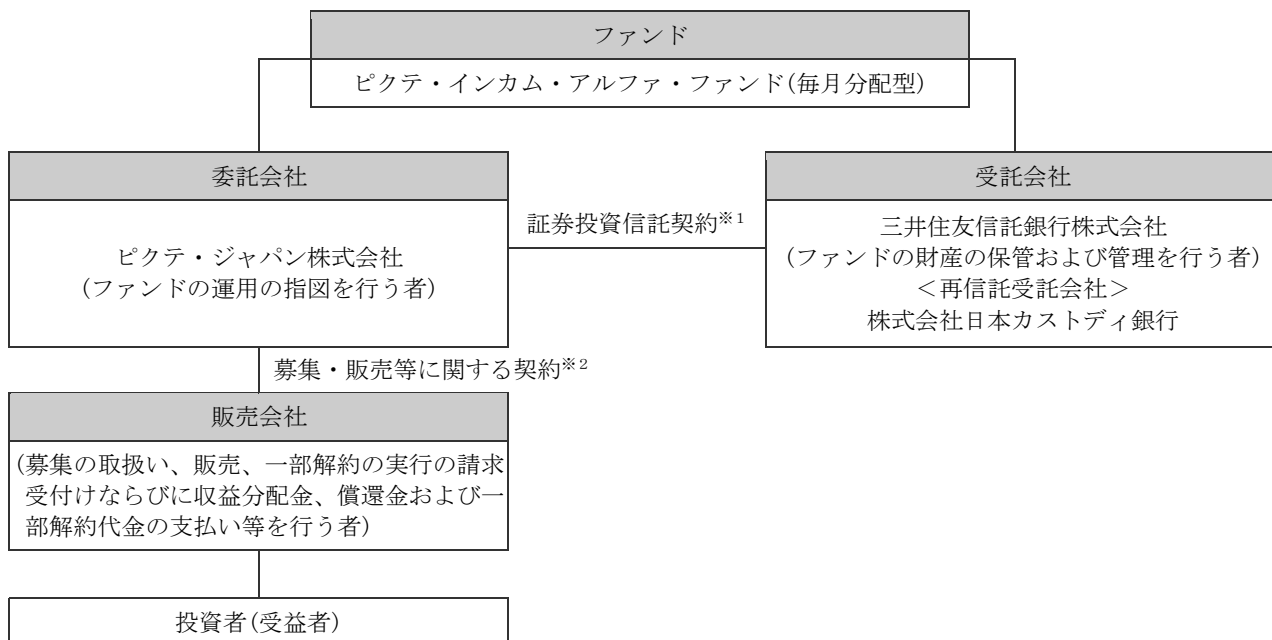 ファンド
ピクテ・インカム・アルファ・ファンド(毎月分配型)
委託会社
ピクテ・ジャパン株式会社
(ファンドの運用の指図を行う者)
証券投資信託契約※1
受託会社
三井住友信託銀行株式会社
(ファンドの財産の保管および管理を行う者)
＜再信託受託会社＞
株式会社日本カストディ銀行
募集・販売等に関する契約※2
販売会社
(募集の取扱い、販売、一部解約の実行の請求
受付けならびに収益分配金、償還金および一
部解約代金の支払い等を行う者)
投資者(受益者)